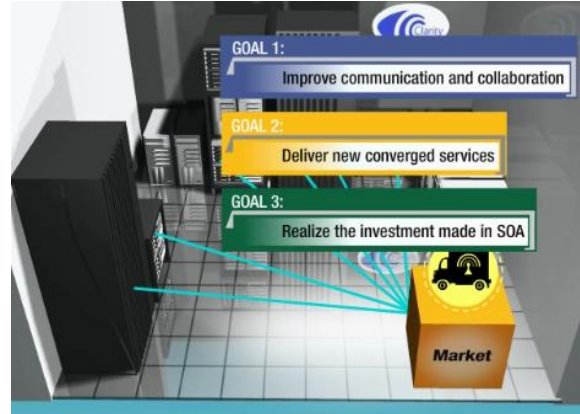 Clarity
GOAL 1:
Improve communication and collaboration
GOAL 2:
Deliver new converged services
GOAL 3:
Realize the investment made in SOA
Market